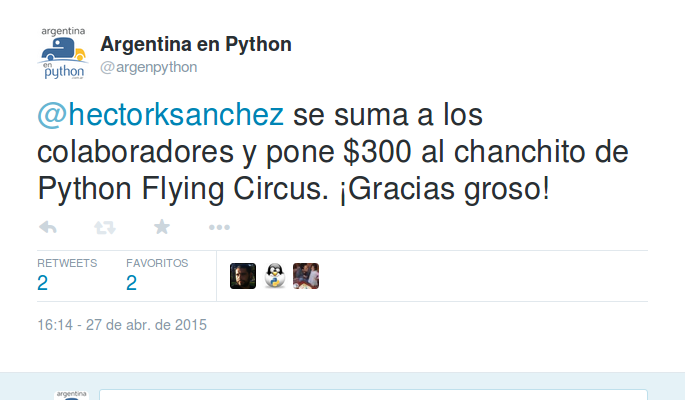 argentina
en
python
Argentina en Python
@argenpython
@hectorksanchez se suma a los
colaboradores y pone $300 al chanchito de
Python Flying Circus. ¡Gracias groso!
RETWEETS FAVORITOS
2 2
16:14 - 27 de abr. de 2015
argentina